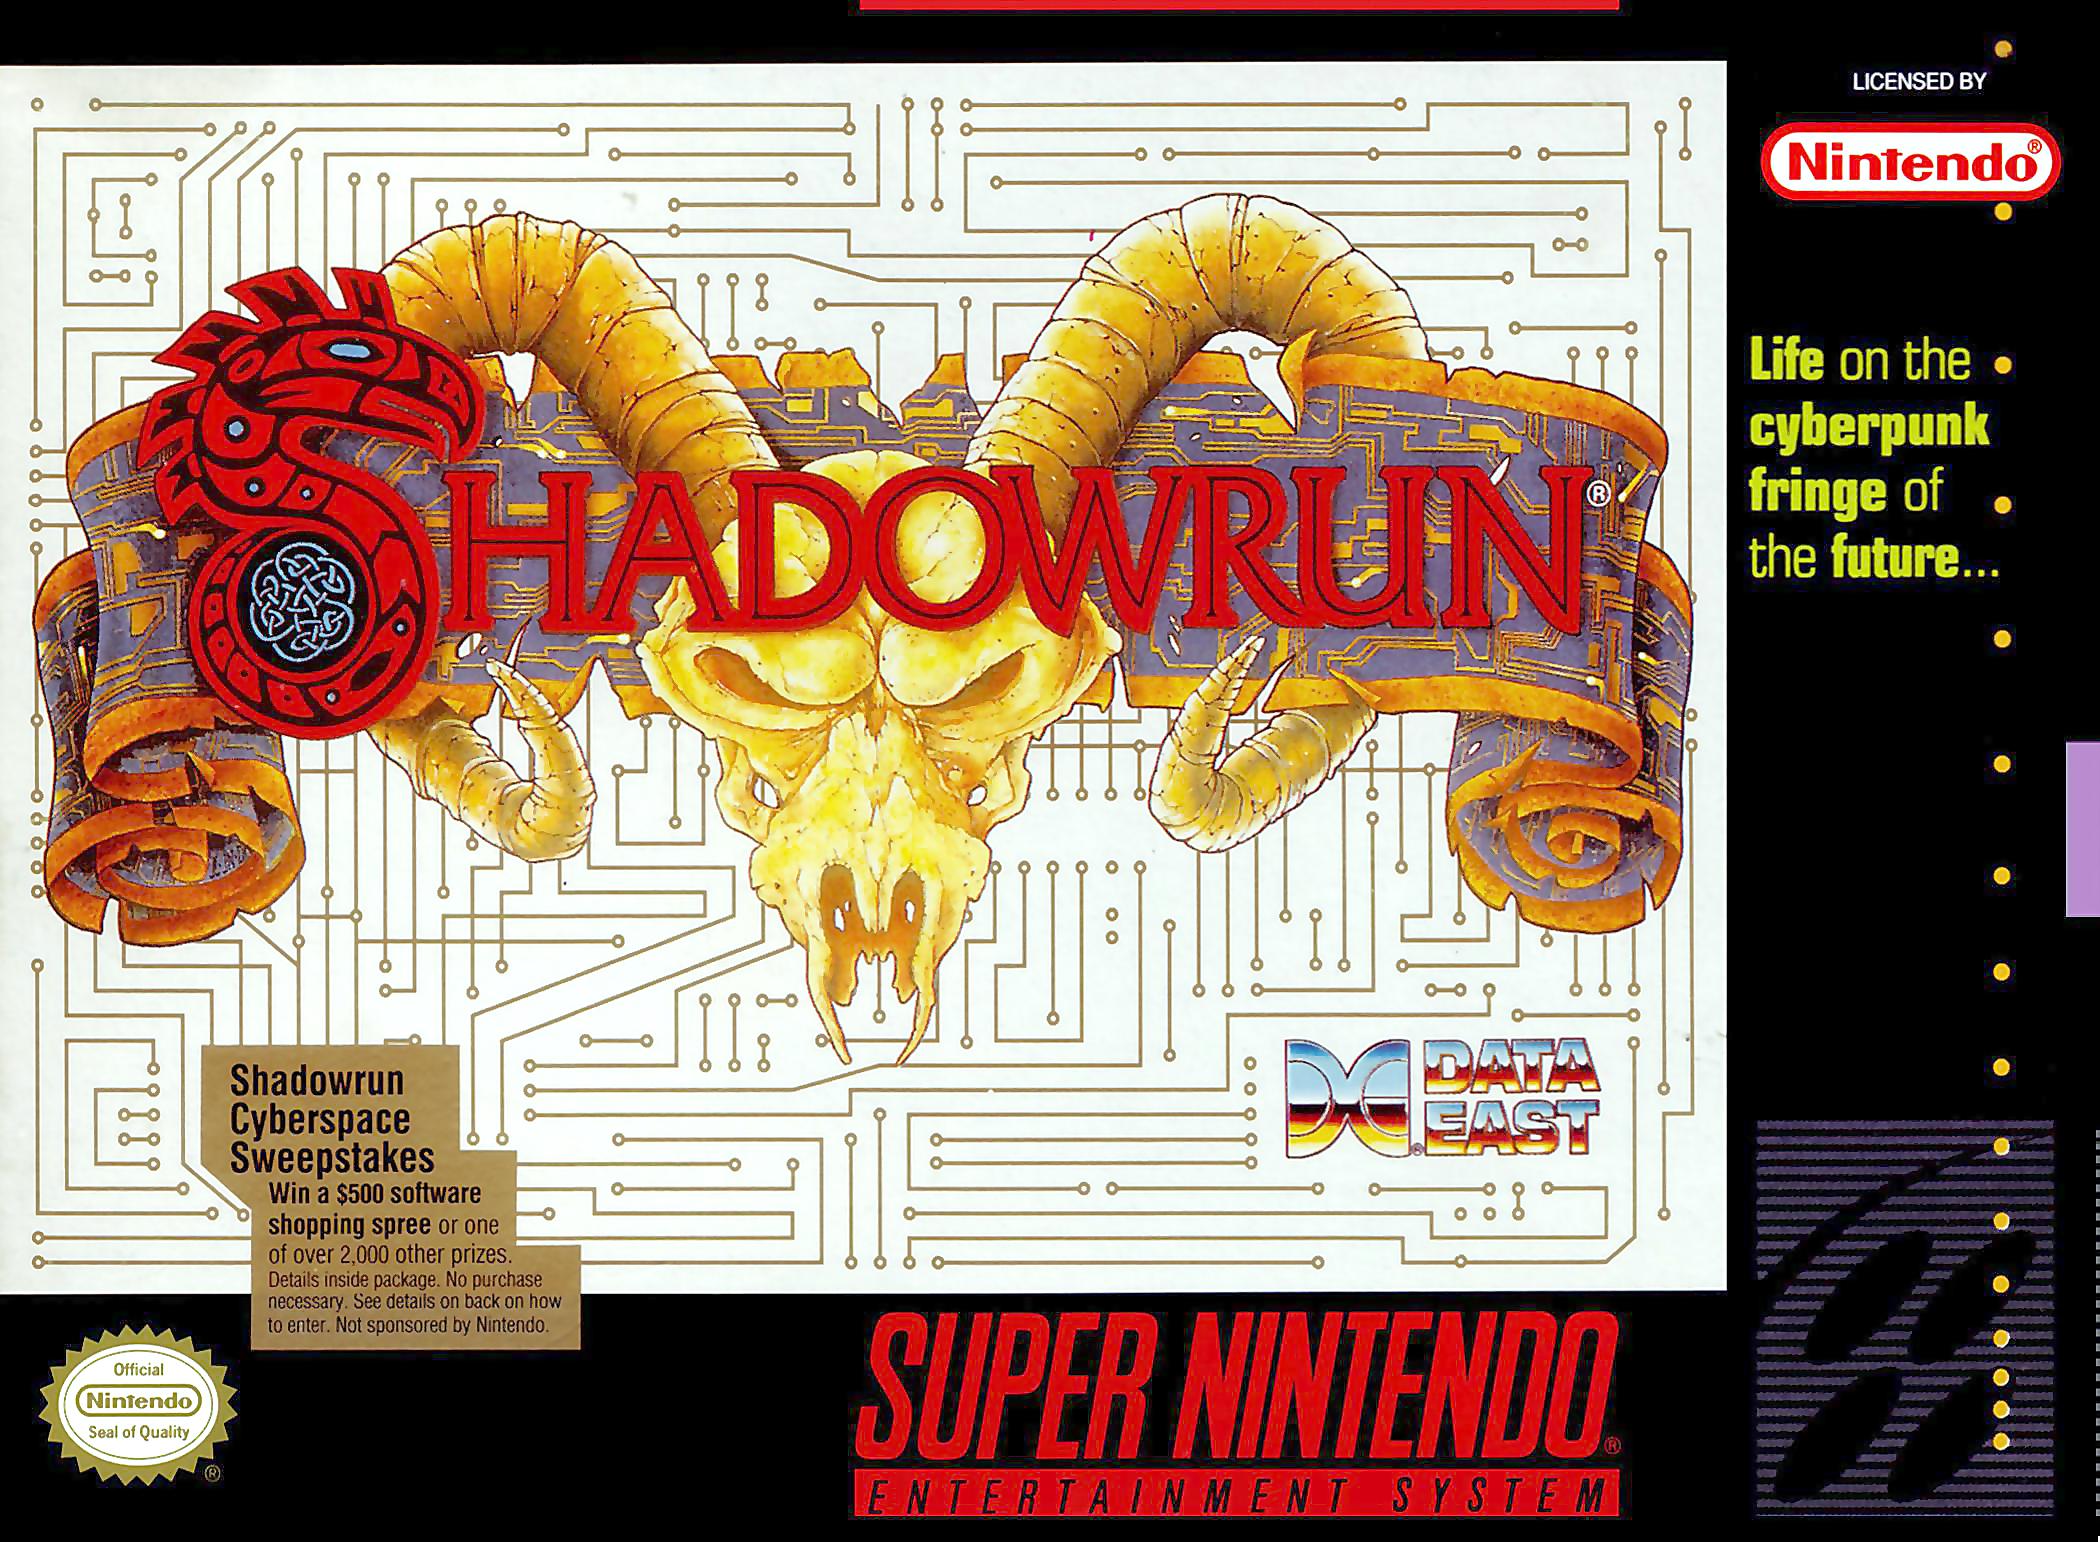 LICENSED BY
Nintendo®
Life on the
cyberpunk
fringe of
the future...
SHADOWRUN®
DATA
EAST
®
Shadowrun
Cyberspace
Sweepstakes
Win a $500 software
shopping spree or one
of over 2,000 other prizes.
Details inside package. No purchase
necessary. See details on back on how
to enter. Not sponsored by Nintendo.
Official
Nintendo
Seal of Quality
®
SUPER NINTENDO®
ENTERTAINMENT SYSTEM